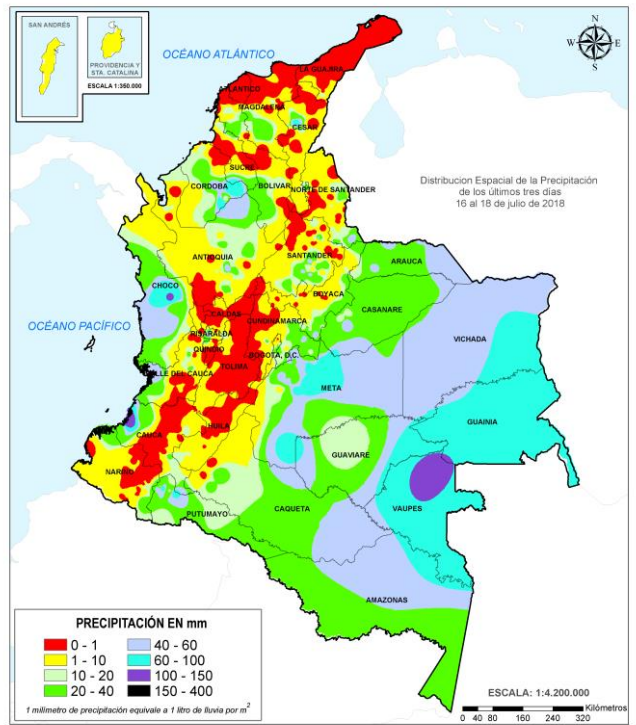 SAN ANDRÉS
PROVIDENCIA Y
STA. CATALINA
ESCALA 1:350.000
OCÉANO ATLÁNTICO
N
W
E
S
LA GUAJIRA
ATLANTICO
MAGDALENA
CESAR
SUCRE
CORDOBA
BOLIVAR
NORTE DE SANTANDER
Distribucion Espacial de la Precipitación
de los últimos tres días
16 al 18 de julio de 2018
ANTIOQUIA
SANTANDER
ARAUCA
CHOCO
BOYACA
CASANARE
OCÉANO PACÍFICO
CALDAS
CUNDINAMARCA
RISARALDA
QUINDIO
BOGOTA, D.C.
VICHADA
VALLE DEL CAUCA
TOLIMA
META
GUAINIA
CAUCA
HUILA
GUAVIARE
NARIÑO
VAUPES
PUTUMAYO
CAQUETA
AMAZONAS
PRECIPITACIÓN EN mm
0 - 1
40 - 60
1 - 10
60 - 100
10 - 20
100 - 150
20 - 40
150 - 400
1 milimetro de precipitación equivale a 1 litro de lluvia por m2
ESCALA: 1:4.200.000
Kilómetros
0 40 80 160 240 320